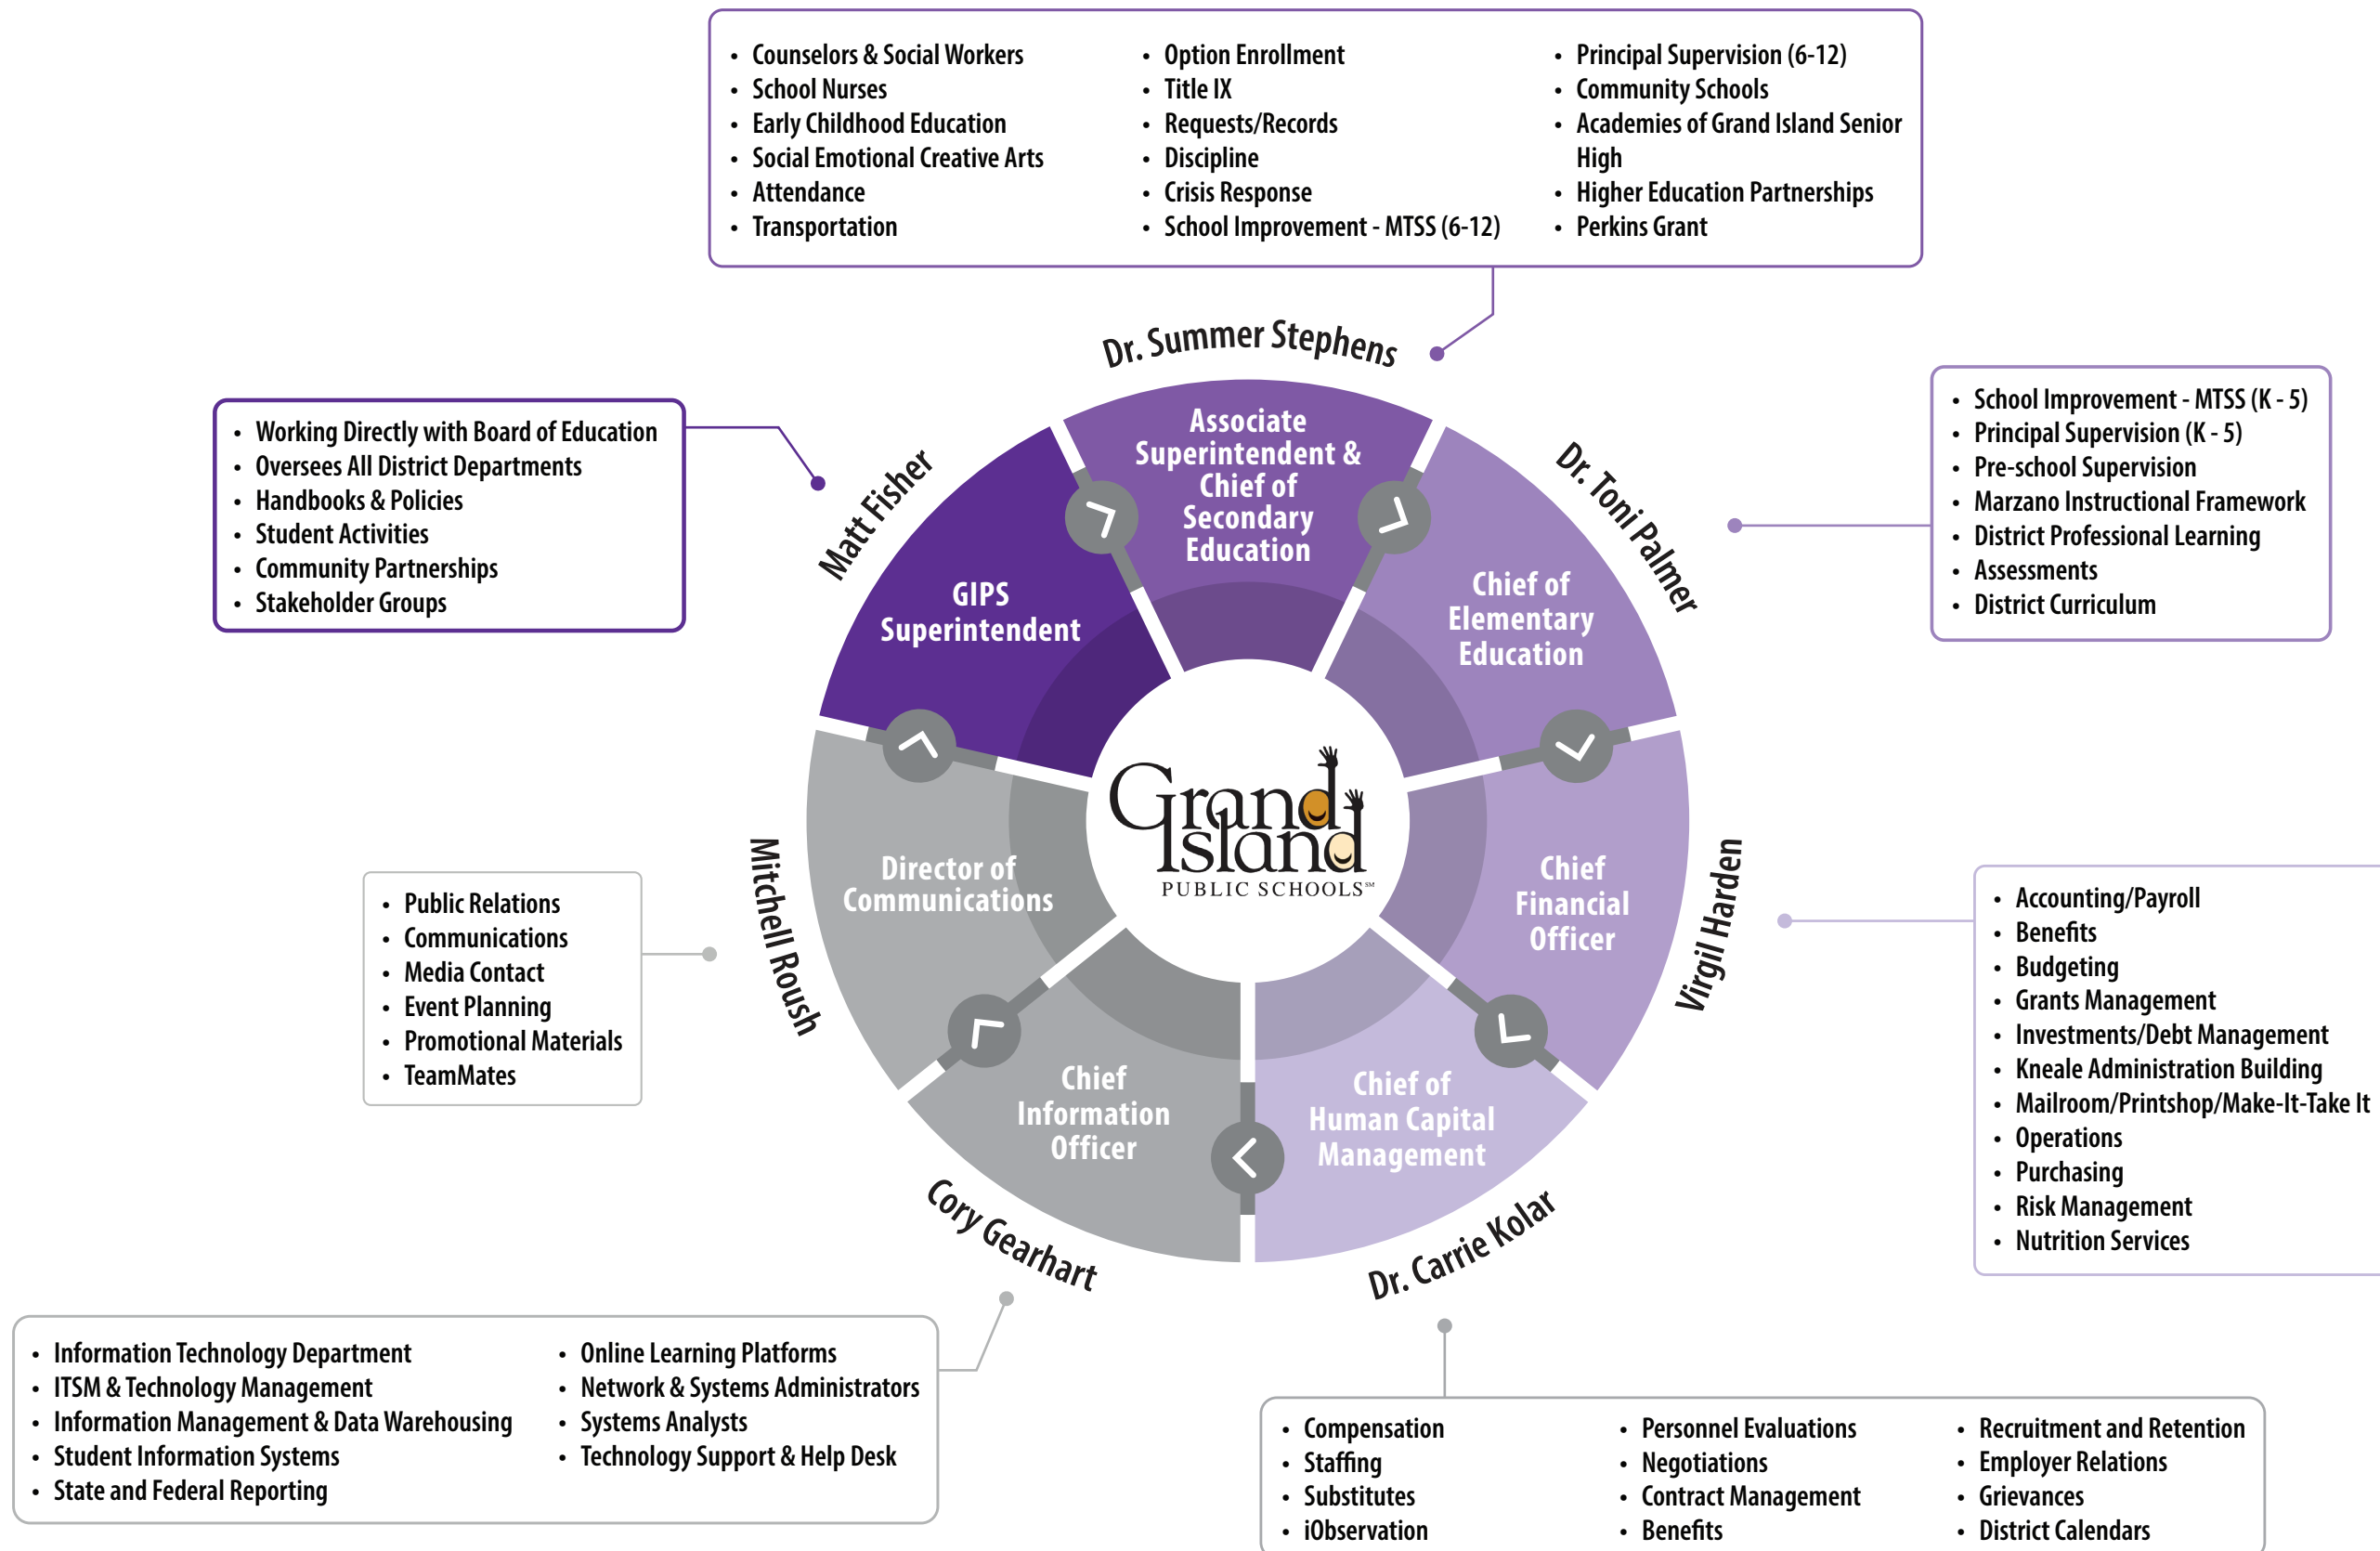 • Counselors & Social Workers
• School Nurses
• Early Childhood Education
• Social Emotional Creative Arts
• Attendance
• Transportation
• Option Enrollment
• Title IX
• Requests/Records
• Discipline
• Crisis Response
• School Improvement - MTSS (6-12)
• Principal Supervision (6-12)
• Community Schools
• Academies of Grand Island Senior
High
• Higher Education Partnerships
• Perkins Grant
Dr. Summer Stephens
Associate
Superintendent &
Chief of
Secondary
Education
• Working Directly with Board of Education
• Oversees All District Departments
• Handbooks & Policies
• Student Activities
• Community Partnerships
• Stakeholder Groups
Matt Fisher
GIPS
Superintendent
• School Improvement - MTSS (K - 5)
• Principal Supervision (K - 5)
• Pre-school Supervision
• Marzano Instructional Framework
• District Professional Learning
• Assessments
• District Curriculum
Dr. Toni Palmer
Chief of
Elementary
Education
Grand
Island
PUBLIC SCHOOLS℠
• Public Relations
• Communications
• Media Contact
• Event Planning
• Promotional Materials
• TeamMates
Mitchell Roush
Director of
Communications
Chief
Financial
Officer
Virgil Harden
• Accounting/Payroll
• Benefits
• Budgeting
• Grants Management
• Investments/Debt Management
• Kneale Administration Building
• Mailroom/Printshop/Make-It-Take It
• Operations
• Purchasing
• Risk Management
• Nutrition Services
Chief
Information
Officer
Cory Gearhart
Chief of
Human Capital
Management
Dr. Carrie Kolar
• Information Technology Department
• ITSM & Technology Management
• Information Management & Data Warehousing
• Student Information Systems
• State and Federal Reporting
• Online Learning Platforms
• Network & Systems Administrators
• Systems Analysts
• Technology Support & Help Desk
• Compensation
• Staffing
• Substitutes
• iObservation
• Personnel Evaluations
• Negotiations
• Contract Management
• Benefits
• Recruitment and Retention
• Employer Relations
• Grievances
• District Calendars